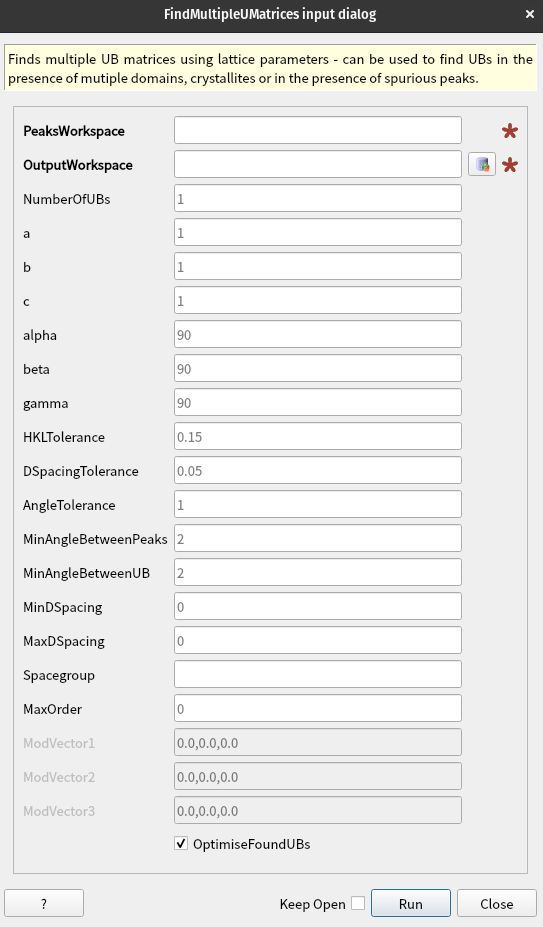 FindMultipleUMatrices input dialog
Finds multiple UB matrices using lattice parameters - can be used to find UBs in the
presence of mutiple domains, crystallites or in the presence of spurious peaks.
PeaksWorkspace
OutputWorkspace
NumberOfUBs 1
a 1
b 1
c 1
alpha 90
beta 90
gamma 90
HKLTolerance 0.15
DSpacingTolerance 0.05
AngleTolerance 1
MinAngleBetweenPeaks 2
MinAngleBetweenUB 2
MinDSpacing 0
MaxDSpacing 0
Spacegroup
MaxOrder 0
ModVector1 0.0,0.0,0.0
ModVector2 0.0,0.0,0.0
ModVector3 0.0,0.0,0.0
OptimiseFoundUBs
? Keep Open Run Close